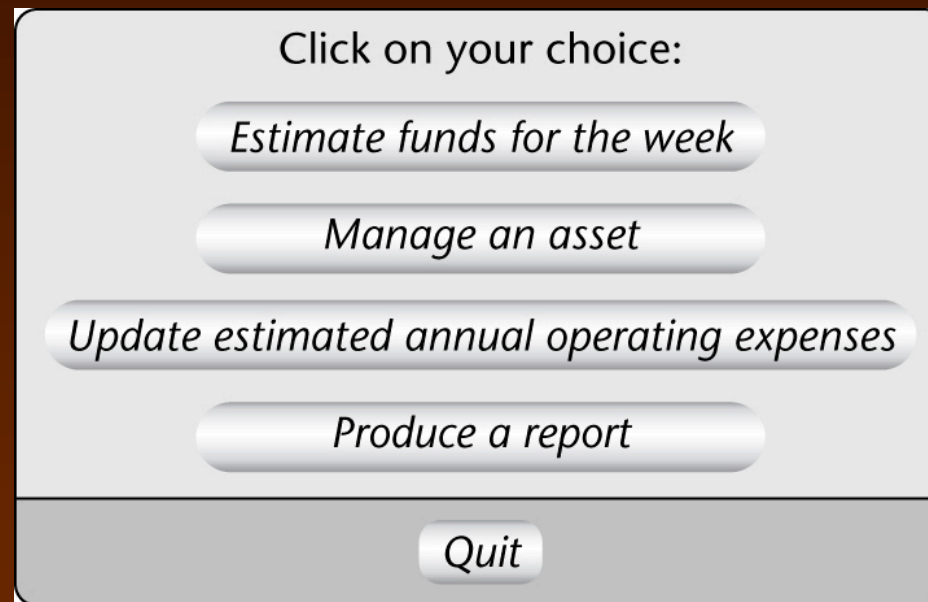 Click on your choice:
Estimate funds for the week
Manage an asset
Update estimated annual operating expenses
Produce a report
Quit